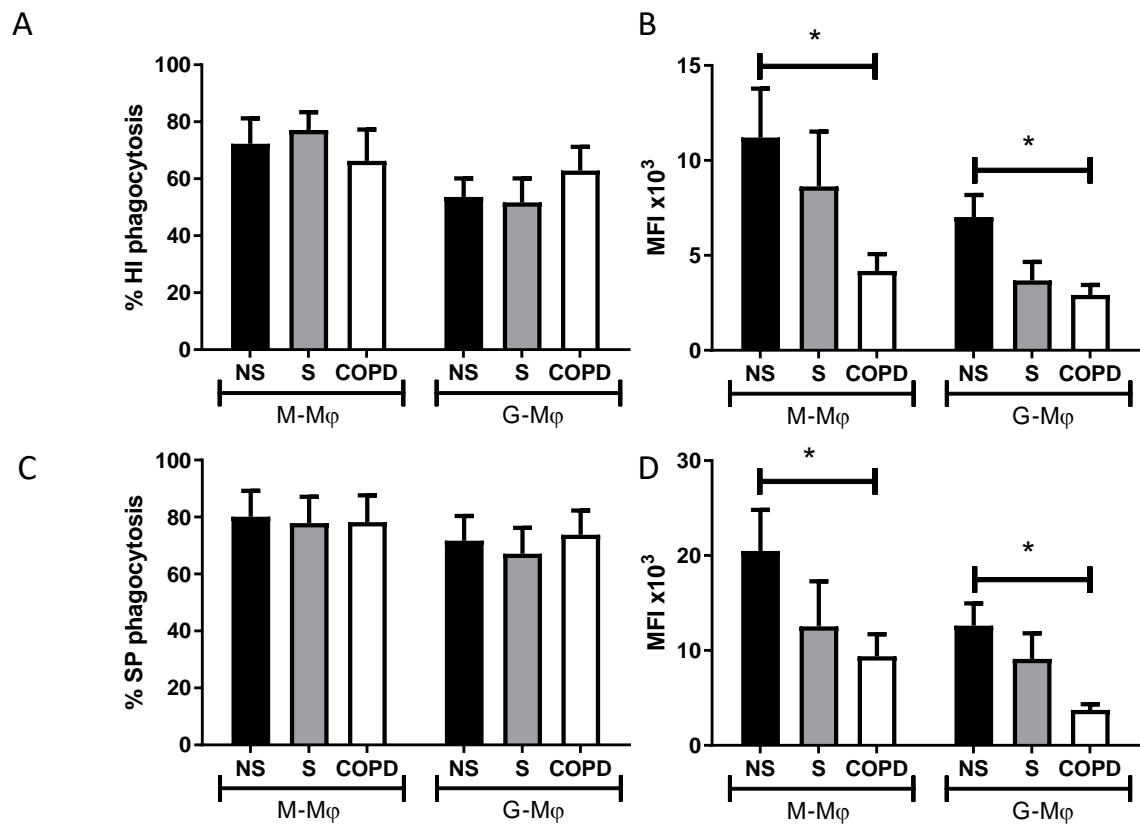 A
% HI phagocytosis
100
80
60
40
20
0
NS S COPD NS S COPD
M-Mφ G-Mφ
B
MFI x10³
15
10
5
0
*
*
NS S COPD NS S COPD
M-Mφ G-Mφ
C
% SP phagocytosis
100
80
60
40
20
0
NS S COPD NS S COPD
M-Mφ G-Mφ
D
MFI x10³
30
20
10
0
*
*
NS S COPD NS S COPD
M-Mφ G-Mφ